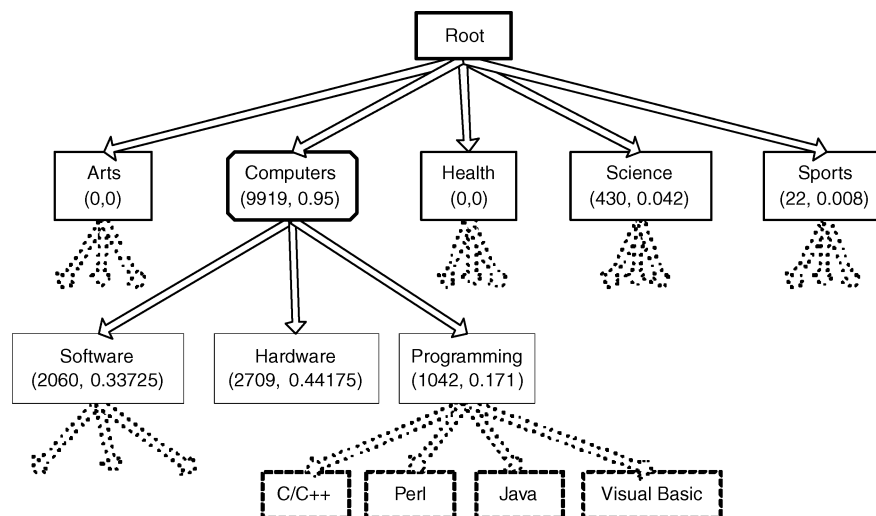 Root
Arts
(0,0)
Computers
(9919, 0.95)
Health
(0,0)
Science
(430, 0.042)
Sports
(22, 0.008)
Software
(2060, 0.33725)
Hardware
(2709, 0.44175)
Programming
(1042, 0.171)
C/C++
Perl
Java
Visual Basic